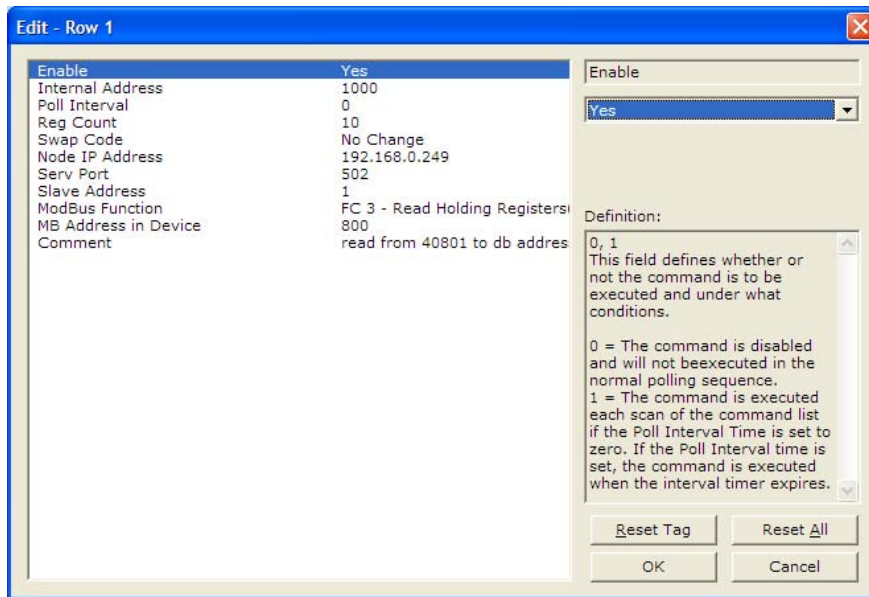 Edit - Row 1
Enable Yes
Internal Address 1000
Poll Interval 0
Reg Count 10
Swap Code No Change
Node IP Address 192.168.0.249
Serv Port 502
Slave Address 1
ModBus Function FC 3 - Read Holding Registers(
MB Address in Device 800
Comment read from 40801 to db addres
Enable
Yes
Definition:
0, 1
This field defines whether or
not the command is to be
executed and under what
conditions.
0 = The command is disabled
and will not beexecuted in the
normal polling sequence.
1 = The command is executed
each scan of the command list
if the Poll Interval Time is set to
zero. If the Poll Interval time is
set, the command is executed
when the interval timer expires.
Reset Tag
Reset All
OK
Cancel